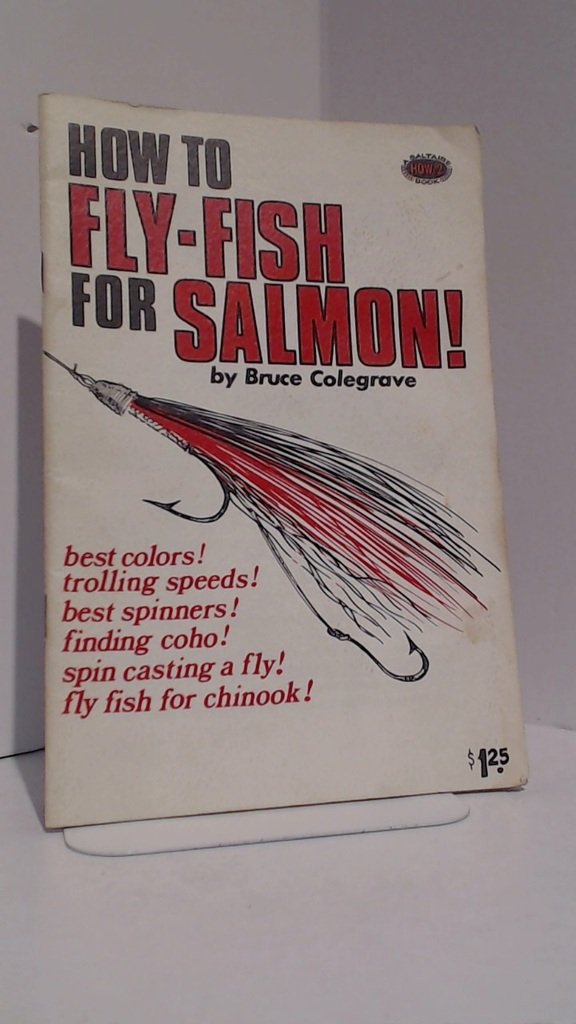 HOW TO
FLY-FISH
FOR SALMON!
by Bruce Colegrave
A SALTAIRE
HOW-2
BOOK
best colors!
trolling speeds!
best spinners!
finding coho!
spin casting a fly!
fly fish for chinook!
$1.25